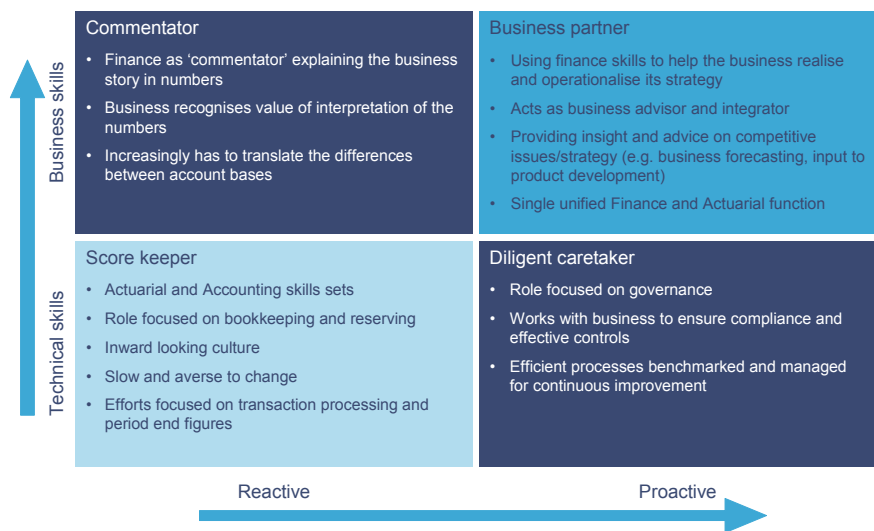 Commentator
• Finance as ‘commentator’ explaining the business
story in numbers
• Business recognises value of interpretation of the
numbers
• Increasingly has to translate the differences
between account bases
Business partner
• Using finance skills to help the business realise
and operationalise its strategy
• Acts as business advisor and integrator
• Providing insight and advice on competitive
issues/strategy (e.g. business forecasting, input to
product development)
• Single unified Finance and Actuarial function
Business skills
Score keeper
• Actuarial and Accounting skills sets
• Role focused on bookkeeping and reserving
• Inward looking culture
• Slow and averse to change
• Efforts focused on transaction processing and
period end figures
Diligent caretaker
• Role focused on governance
• Works with business to ensure compliance and
effective controls
• Efficient processes benchmarked and managed
for continuous improvement
Technical skills
Reactive
Proactive